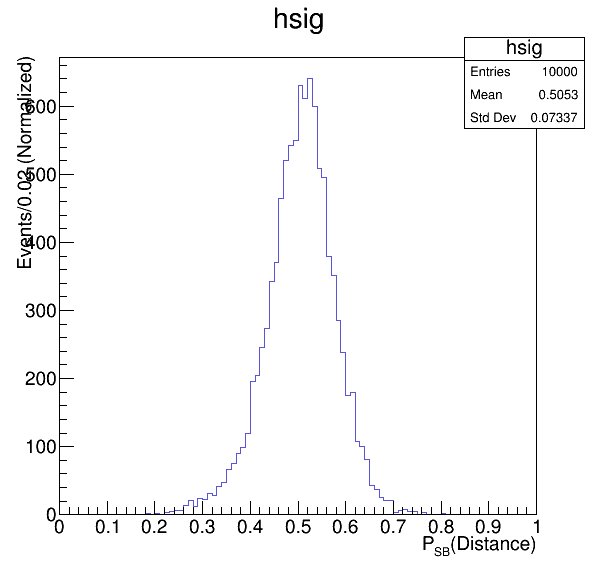 hsig
hsig
Entries 10000
Mean 0.5053
Std Dev 0.07337
Events/0.02 (Normalized)
600
500
400
300
200
100
0
0 0.1 0.2 0.3 0.4 0.5 0.6 0.7 0.8 0.9 1
P_SB(Distance)